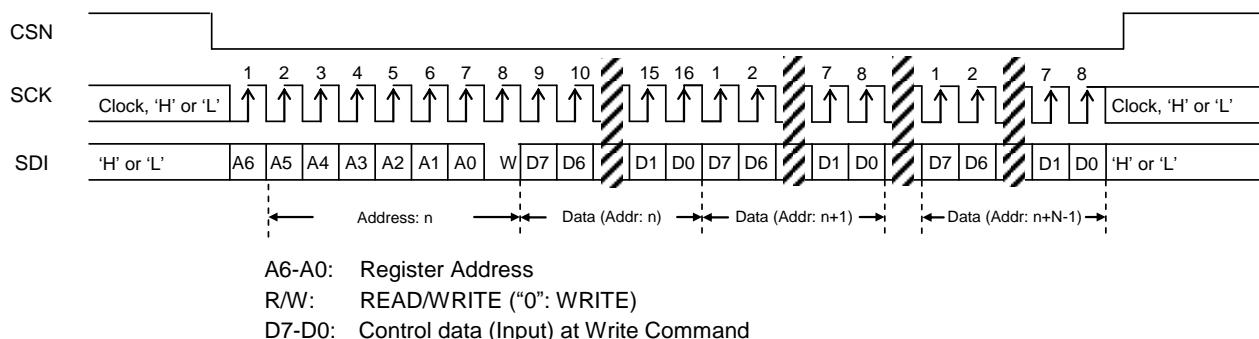 CSN
1 2 3 4 5 6 7 8 9 10 15 16 1 2 7 8 1 2 7 8
SCK Clock, ‘H’ or ‘L’ Clock, ‘H’ or ‘L’
SDI ‘H’ or ‘L’ A6 A5 A4 A3 A2 A1 A0 W D7 D6 D1 D0 D7 D6 D1 D0 D7 D6 D1 D0 ‘H’ or ‘L’
Address: n Data (Addr: n) Data (Addr: n+1) Data (Addr: n+N-1)
A6-A0: Register Address
R/W: READ/WRITE (“0”: WRITE)
D7-D0: Control data (Input) at Write Command